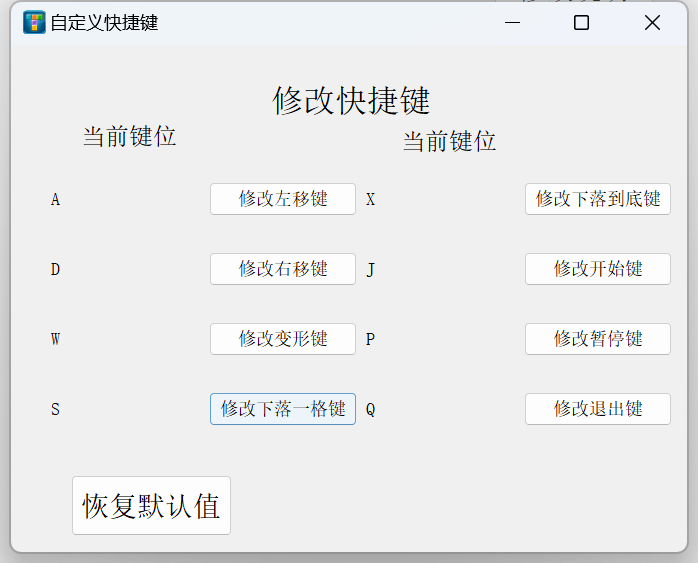 自定义快捷键
修改快捷键
当前键位 当前键位
A 修改左移键 X 修改下落到底键
D 修改右移键 J 修改开始键
W 修改变形键 P 修改暂停键
S 修改下落一格键 Q 修改退出键
恢复默认值